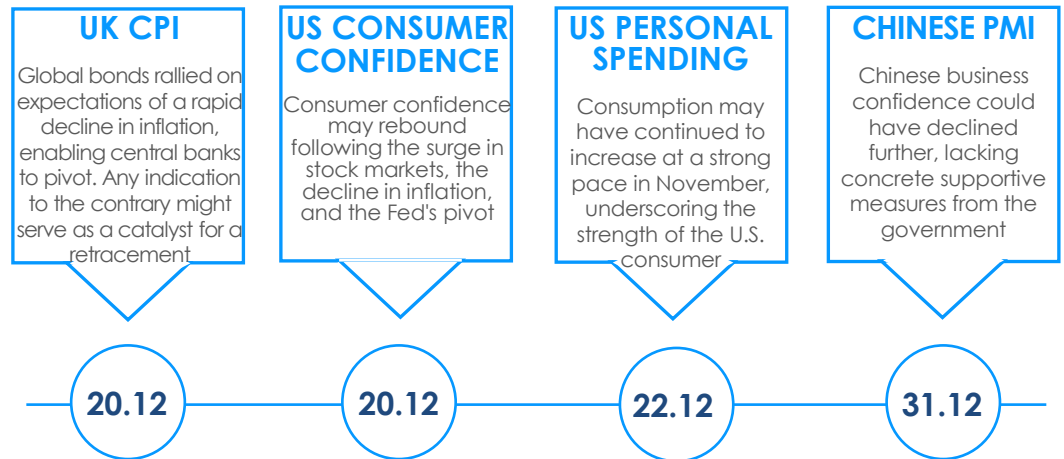 UK CPI
Global bonds rallied on
expectations of a rapid
decline in inflation,
enabling central banks
to pivot. Any indication
to the contrary might
serve as a catalyst for a
retracement
20.12
US CONSUMER
CONFIDENCE
Consumer confidence
may rebound
following the surge in
stock markets, the
decline in inflation,
and the Fed's pivot
20.12
US PERSONAL
SPENDING
Consumption may
have continued to
increase at a strong
pace in November,
underscoring the
strength of the U.S.
consumer
22.12
CHINESE PMI
Chinese business
confidence could
have declined
further, lacking
concrete supportive
measures from the
government
31.12